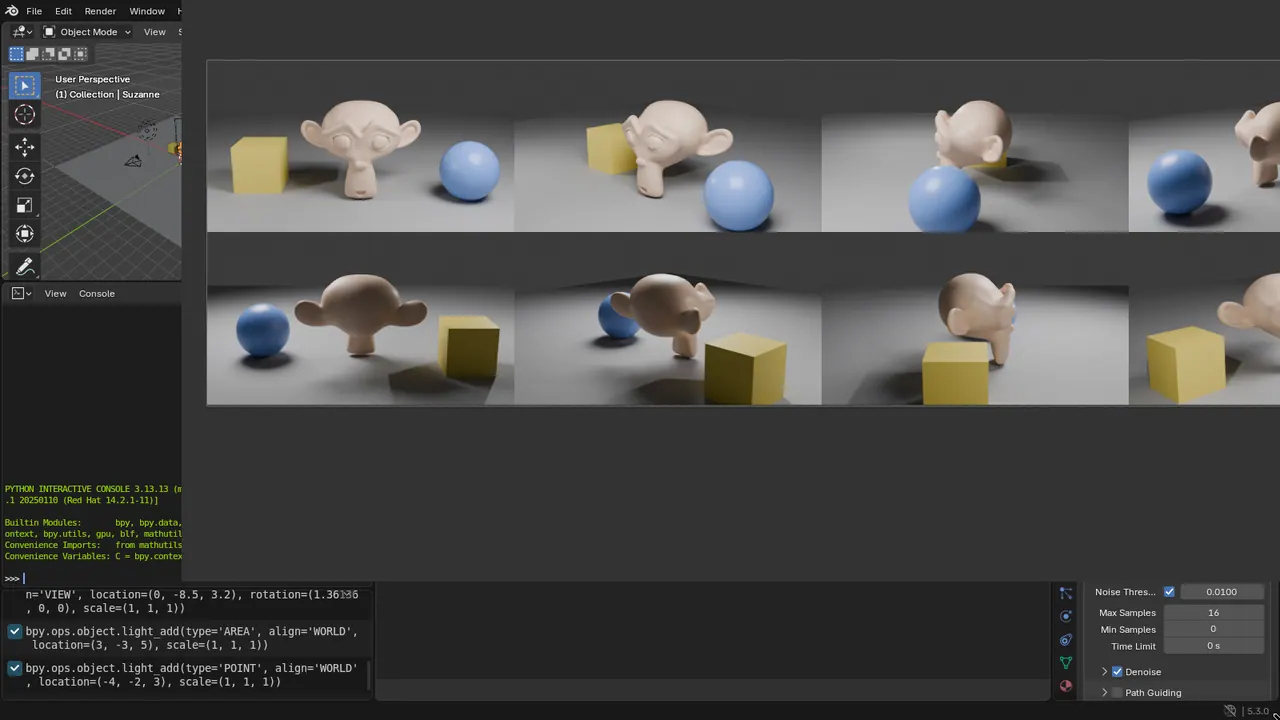 File Edit Render Window
Object Mode View
User Perspective
(1) Collection | Suzanne
View Console
PYTHON INTERACTIVE CONSOLE 3.13.13 (m
.1 20250110 (Red Hat 14.2.1-11)]
Builtin Modules: bpy, bpy.data,
ontext, bpy.utils, gpu, blf, mathutil
Convenience Imports: from mathutils
Convenience Variables: C = bpy.contex
>>>
n='VIEW', location=(0, -8.5, 3.2), rotation=(1.36136
, 0, 0), scale=(1, 1, 1))
bpy.ops.object.light_add(type='AREA', align='WORLD',
location=(3, -3, 5), scale=(1, 1, 1))
bpy.ops.object.light_add(type='POINT', align='WORLD'
, location=(-4, -2, 3), scale=(1, 1, 1))
Noise Thres... 0.0100
Max Samples 16
Min Samples 0
Time Limit 0 s
Denoise
Path Guiding
5.3.0